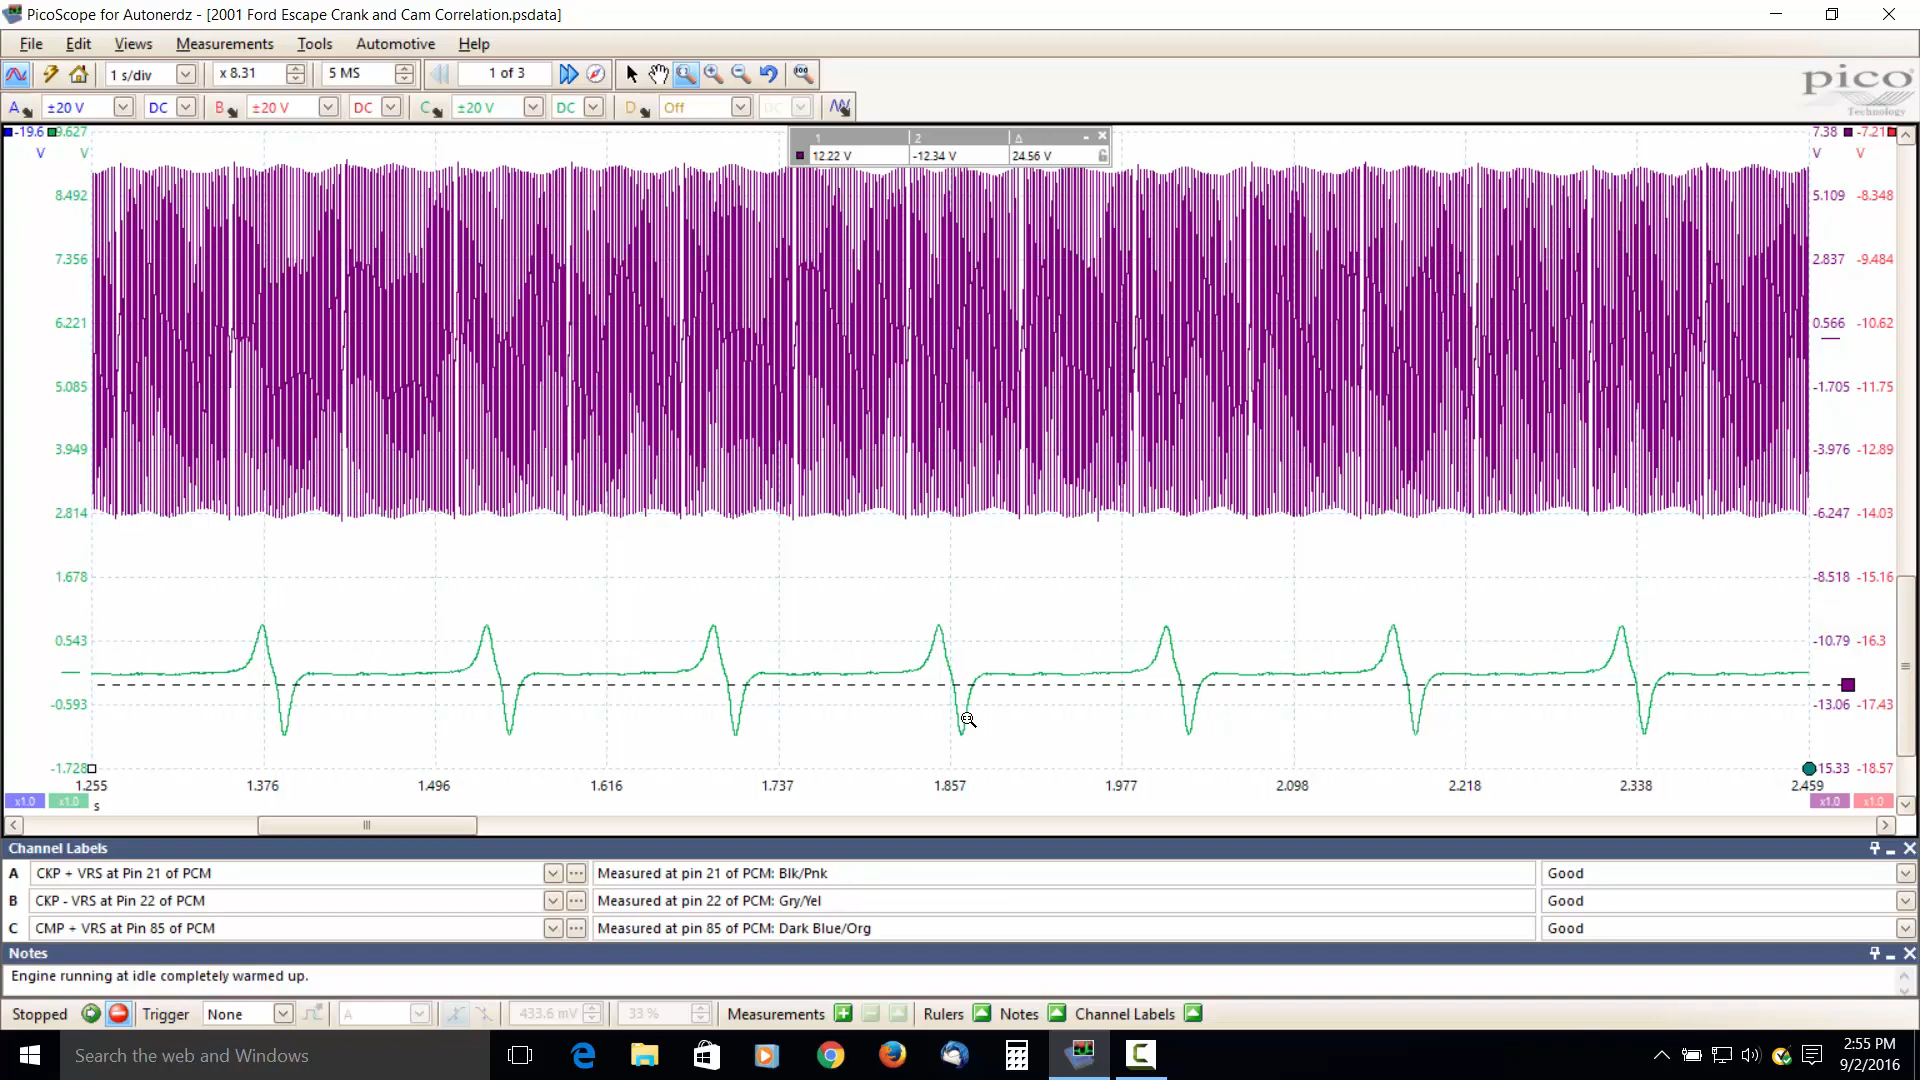 PicoScope for Autonerdz - [2001 Ford Escape Crank and Cam Correlation.psdata]
File Edit Views Measurements Tools Automotive Help
1 s/div x 8.31 5 MS 1 of 3
pico
Technology
A ±20 V DC B ±20 V DC C ±20 V DC D Off DC
-19.6 9.627 1 2 Δ 7.38 -7.21
V V 12.22 V -12.34 V 24.56 V V V
8.492 5.109 -8.348
7.356 2.837 -9.484
6.221 0.566 -10.62
5.085 -1.705 -11.75
3.949 -3.976 -12.89
2.814 -6.247 -14.03
1.678 -8.518 -15.16
0.543 -10.79 -16.3
-0.593 -13.06 -17.43
-1.728 15.33 -18.57
1.255 1.376 1.496 1.616 1.737 1.857 1.977 2.098 2.218 2.338 2.459
x1.0 x1.0 s x1.0 x1.0
Channel Labels
A CKP + VRS at Pin 21 of PCM Measured at pin 21 of PCM: Blk/Pnk Good
B CKP - VRS at Pin 22 of PCM Measured at pin 22 of PCM: Gry/Yel Good
C CMP + VRS at Pin 85 of PCM Measured at pin 85 of PCM: Dark Blue/Org Good
Notes
Engine running at idle completely warmed up.
Stopped Trigger None A 433.6 mV 33 % Measurements Rulers Notes Channel Labels
Search the web and Windows
2:55 PM
9/2/2016